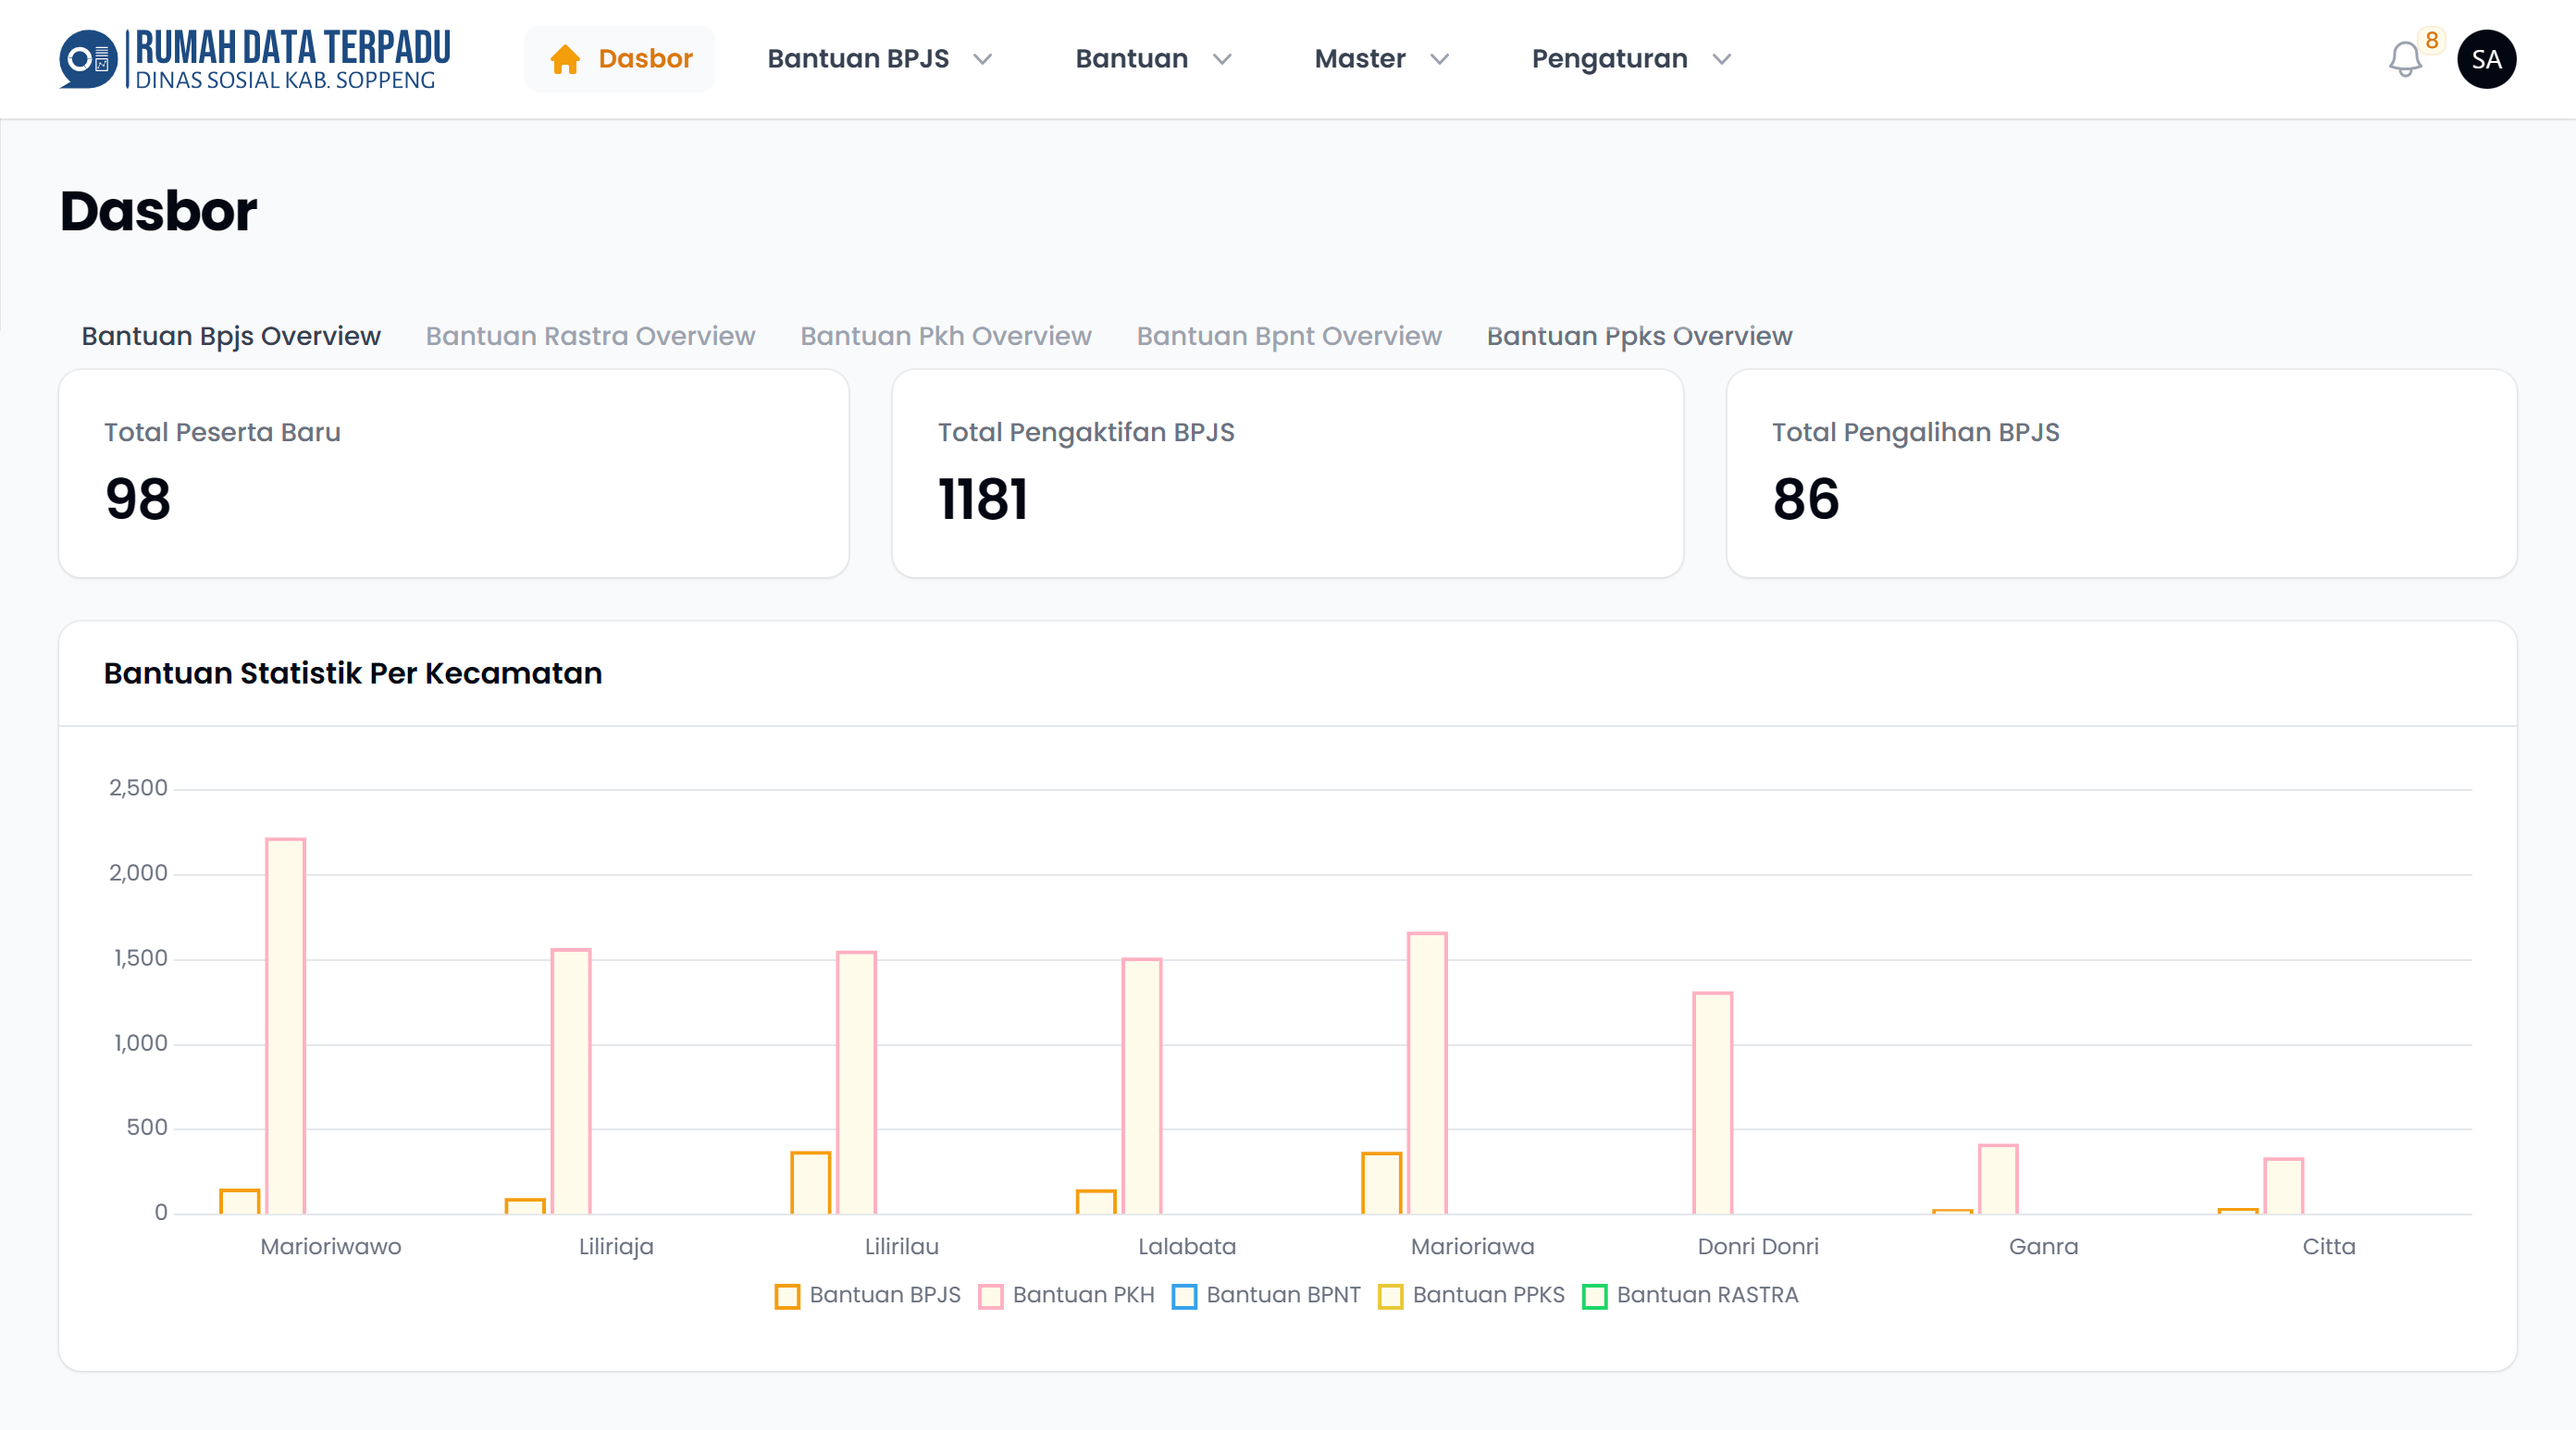 RUMAH DATA TERPADU
DINAS SOSIAL KAB. SOPPENG
Dasbor
Bantuan BPJS
Bantuan
Master
Pengaturan
8
SA
Dasbor
Bantuan Bpjs Overview
Bantuan Rastra Overview
Bantuan Pkh Overview
Bantuan Bpnt Overview
Bantuan Ppks Overview
Total Peserta Baru
98
Total Pengaktifan BPJS
1181
Total Pengalihan BPJS
86
Bantuan Statistik Per Kecamatan
2,500
2,000
1,500
1,000
500
0
Marioriwawo
Liliriaja
Lilirilau
Lalabata
Marioriawa
Donri Donri
Ganra
Citta
Bantuan BPJS
Bantuan PKH
Bantuan BPNT
Bantuan PPKS
Bantuan RASTRA